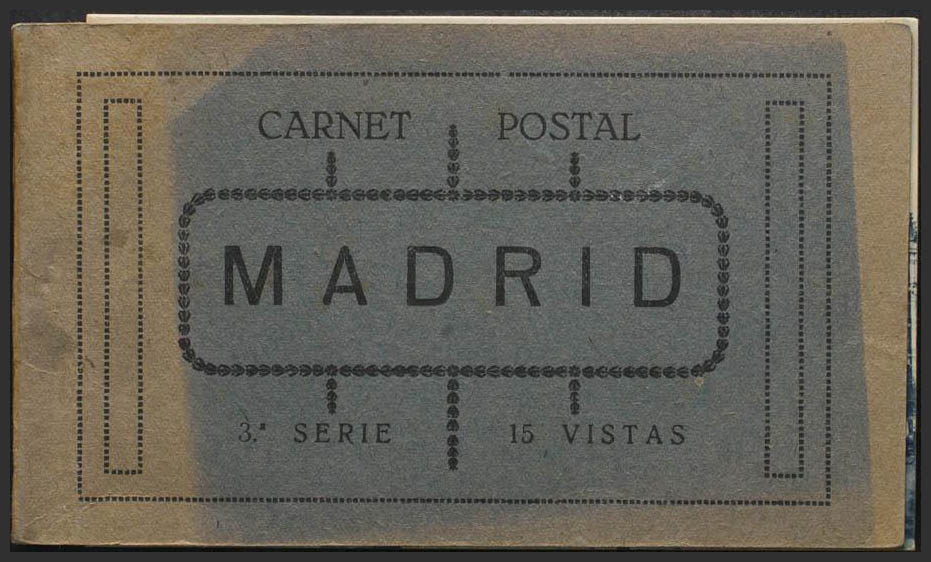 CARNET POSTAL
MADRID
3.ª SERIE 15 VISTAS